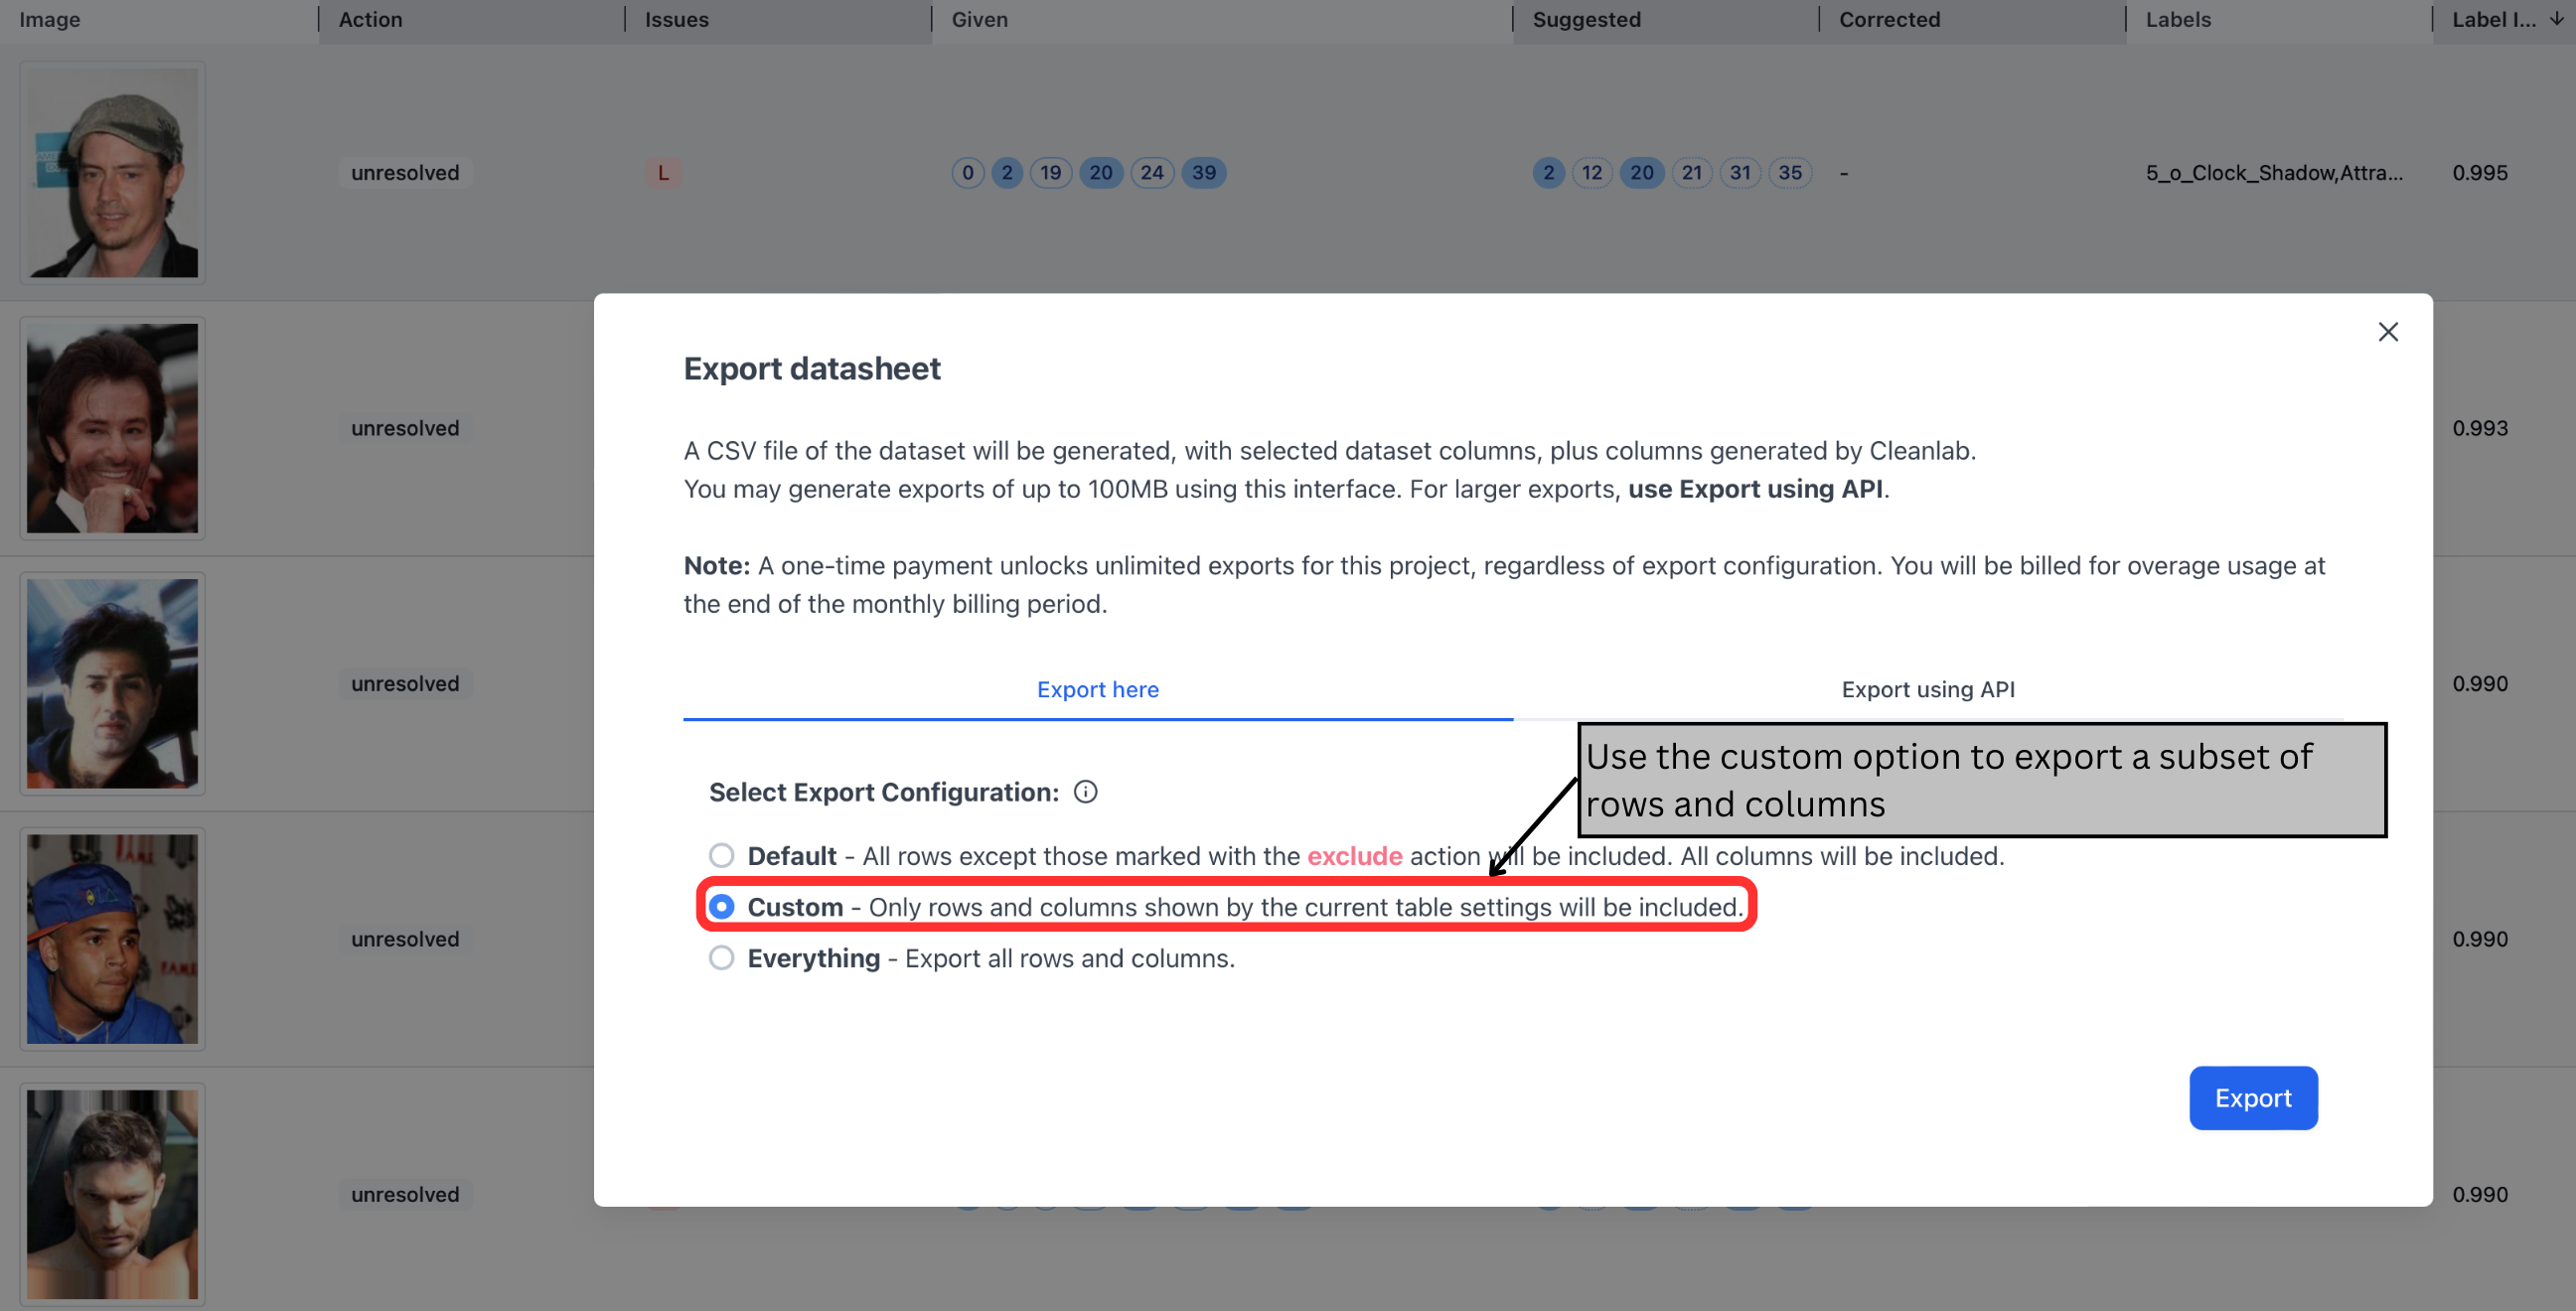 Image Action Issues Given Suggested Corrected Labels Label I...
unresolved L 0 2 19 20 24 39 2 12 20 21 31 35 - 5_o_Clock_Shadow,Attra... 0.995
Export datasheet
unresolved 0.993
A CSV file of the dataset will be generated, with selected dataset columns, plus columns generated by Cleanlab.
You may generate exports of up to 100MB using this interface. For larger exports, use Export using API.
Note: A one-time payment unlocks unlimited exports for this project, regardless of export configuration. You will be billed for overage usage at
the end of the monthly billing period.
unresolved 0.990
Export here Export using API
Use the custom option to export a subset of
rows and columns
Select Export Configuration:
Default - All rows except those marked with the exclude action will be included. All columns will be included.
Custom - Only rows and columns shown by the current table settings will be included.
unresolved 0.990
Everything - Export all rows and columns.
Export
unresolved 0.990